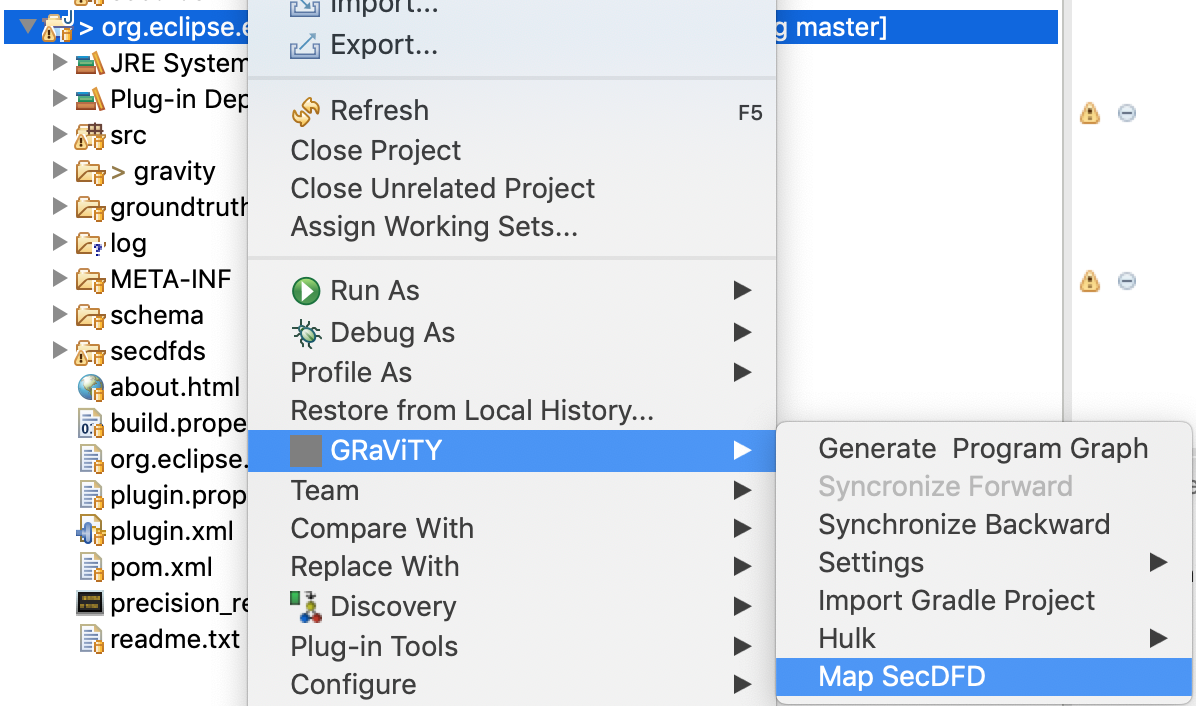 Import...
> org.eclipse.e
g master]
Export...
JRE System
Plug-in Dep
src
> gravity
groundtruth
log
META-INF
schema
secdfds
about.html
build.prope
org.eclipse.
plugin.prop
plugin.xml
pom.xml
precision_re
readme.txt
Refresh F5
Close Project
Close Unrelated Project
Assign Working Sets...
Run As
Debug As
Profile As
Restore from Local History...
GRaViTY
Team
Compare With
Replace With
Discovery
Plug-in Tools
Configure
Generate  Program Graph
Syncronize Forward
Synchronize Backward
Settings
Import Gradle Project
Hulk
Map SecDFD